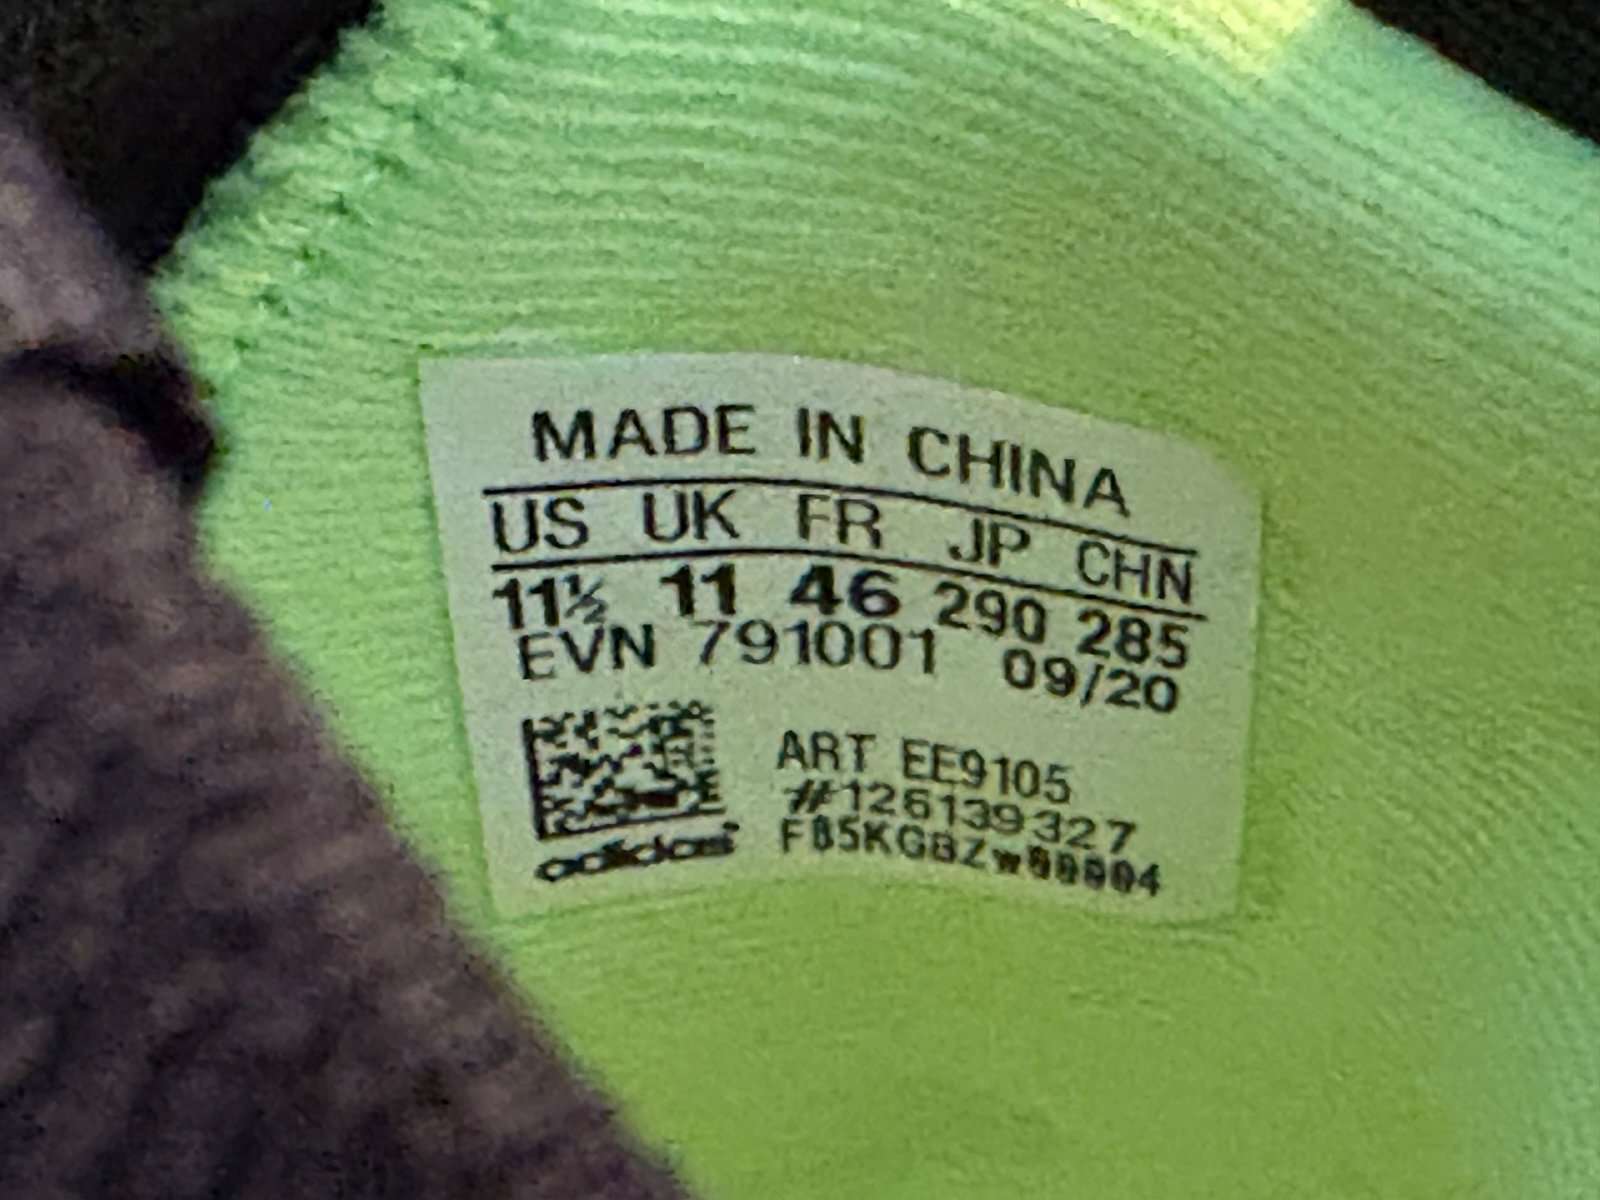 MADE IN CHINA
US UK FR JP CHN
11½ 11 46 290 285
EVN 791001 09/20
ART EE9105
#126139327
adidas